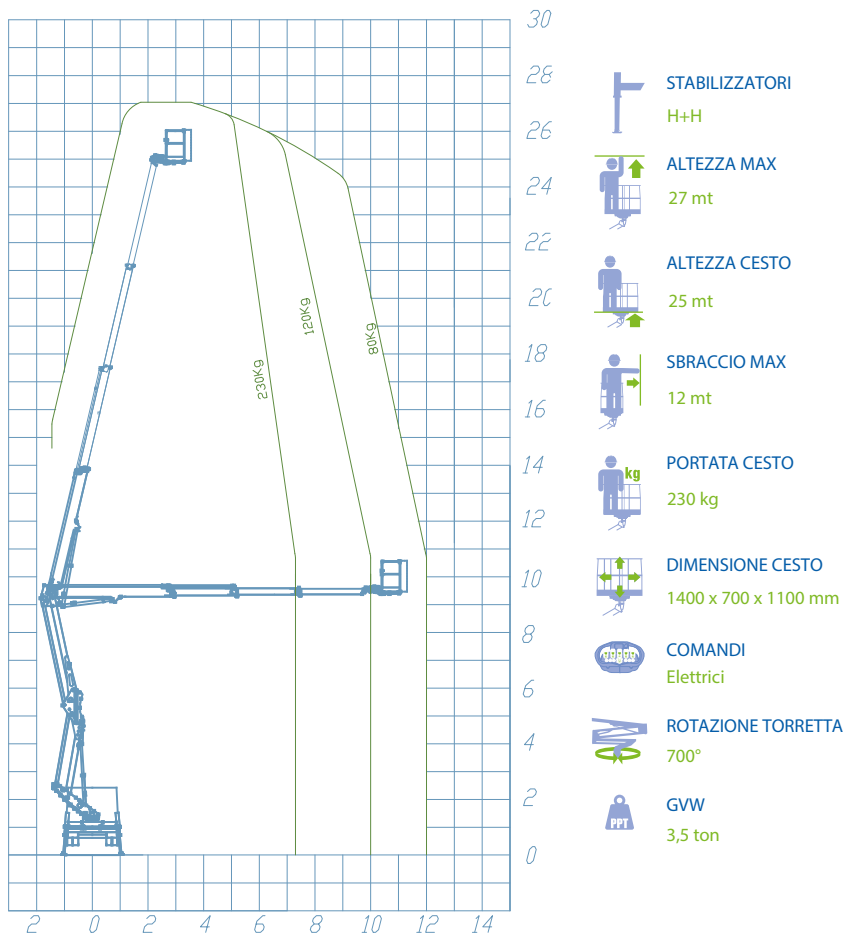 30
28
26
24
22
20
18
16
14
12
10
8
6
4
2
0
2 0 2 4 6 8 10 12 14
230Kg
120Kg
80Kg
STABILIZZATORI
H+H
ALTEZZA MAX
27 mt
ALTEZZA CESTO
25 mt
SBRACCIO MAX
12 mt
kg
PORTATA CESTO
230 kg
DIMENSIONE CESTO
1400 x 700 x 1100 mm
COMANDI
Elettrici
ROTAZIONE TORRETTA
700°
PPT
GVW
3,5 ton